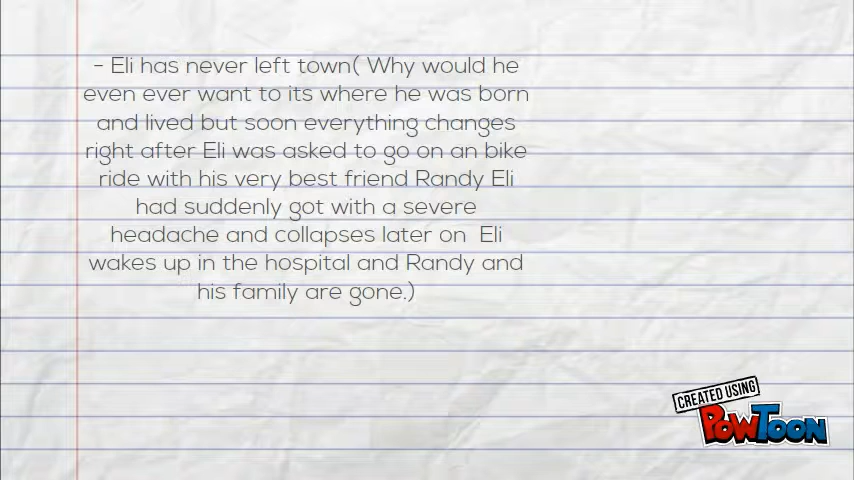 - Eli has never left town( Why would he
even ever want to its where he was born
and lived but soon everything changes
right after Eli was asked to go on an bike
ride with his very best friend Randy Eli
had suddenly got with a severe
headache and collapses later on  Eli
wakes up in the hospital and Randy and
his family are gone.)
CREATED USING
POWTOON